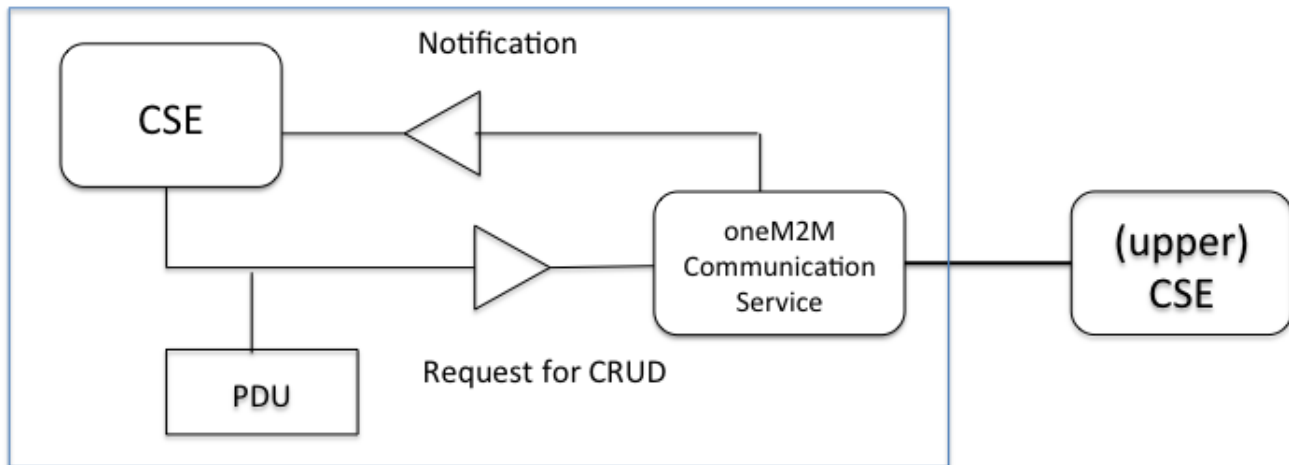 Notification
CSE
oneM2M
Communication
Service
(upper)
CSE
Request for CRUD
PDU